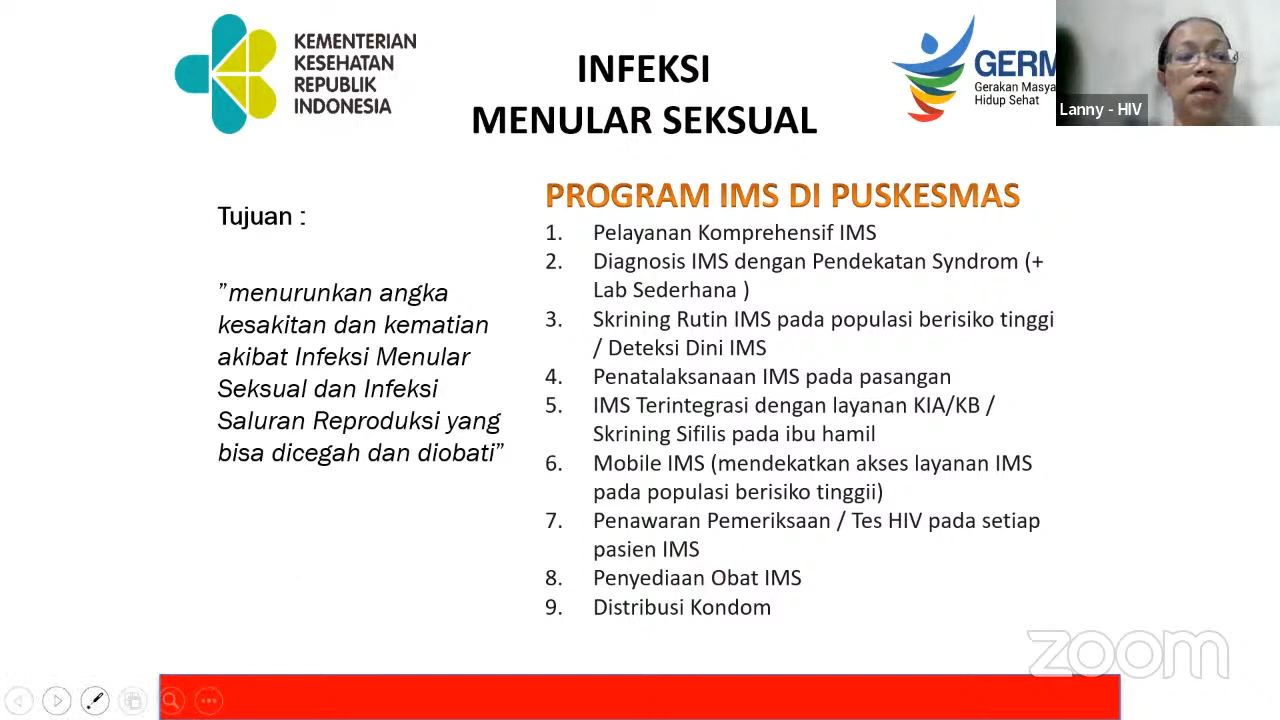 KEMENTERIAN
KESEHATAN
REPUBLIK
INDONESIA
INFEKSI
MENULAR SEKSUAL
GERM
Gerakan Masya
Hidup Sehat
Lanny - HIV
Tujuan :
”menurunkan angka
kesakitan dan kematian
akibat Infeksi Menular
Seksual dan Infeksi
Saluran Reproduksi yang
bisa dicegah dan diobati”
PROGRAM IMS DI PUSKESMAS
1. Pelayanan Komprehensif IMS
2. Diagnosis IMS dengan Pendekatan Syndrom (+
Lab Sederhana )
3. Skrining Rutin IMS pada populasi berisiko tinggi
/ Deteksi Dini IMS
4. Penatalaksanaan IMS pada pasangan
5. IMS Terintegrasi dengan layanan KIA/KB /
Skrining Sifilis pada ibu hamil
6. Mobile IMS (mendekatkan akses layanan IMS
pada populasi berisiko tinggii)
7. Penawaran Pemeriksaan / Tes HIV pada setiap
pasien IMS
8. Penyediaan Obat IMS
9. Distribusi Kondom
zoom